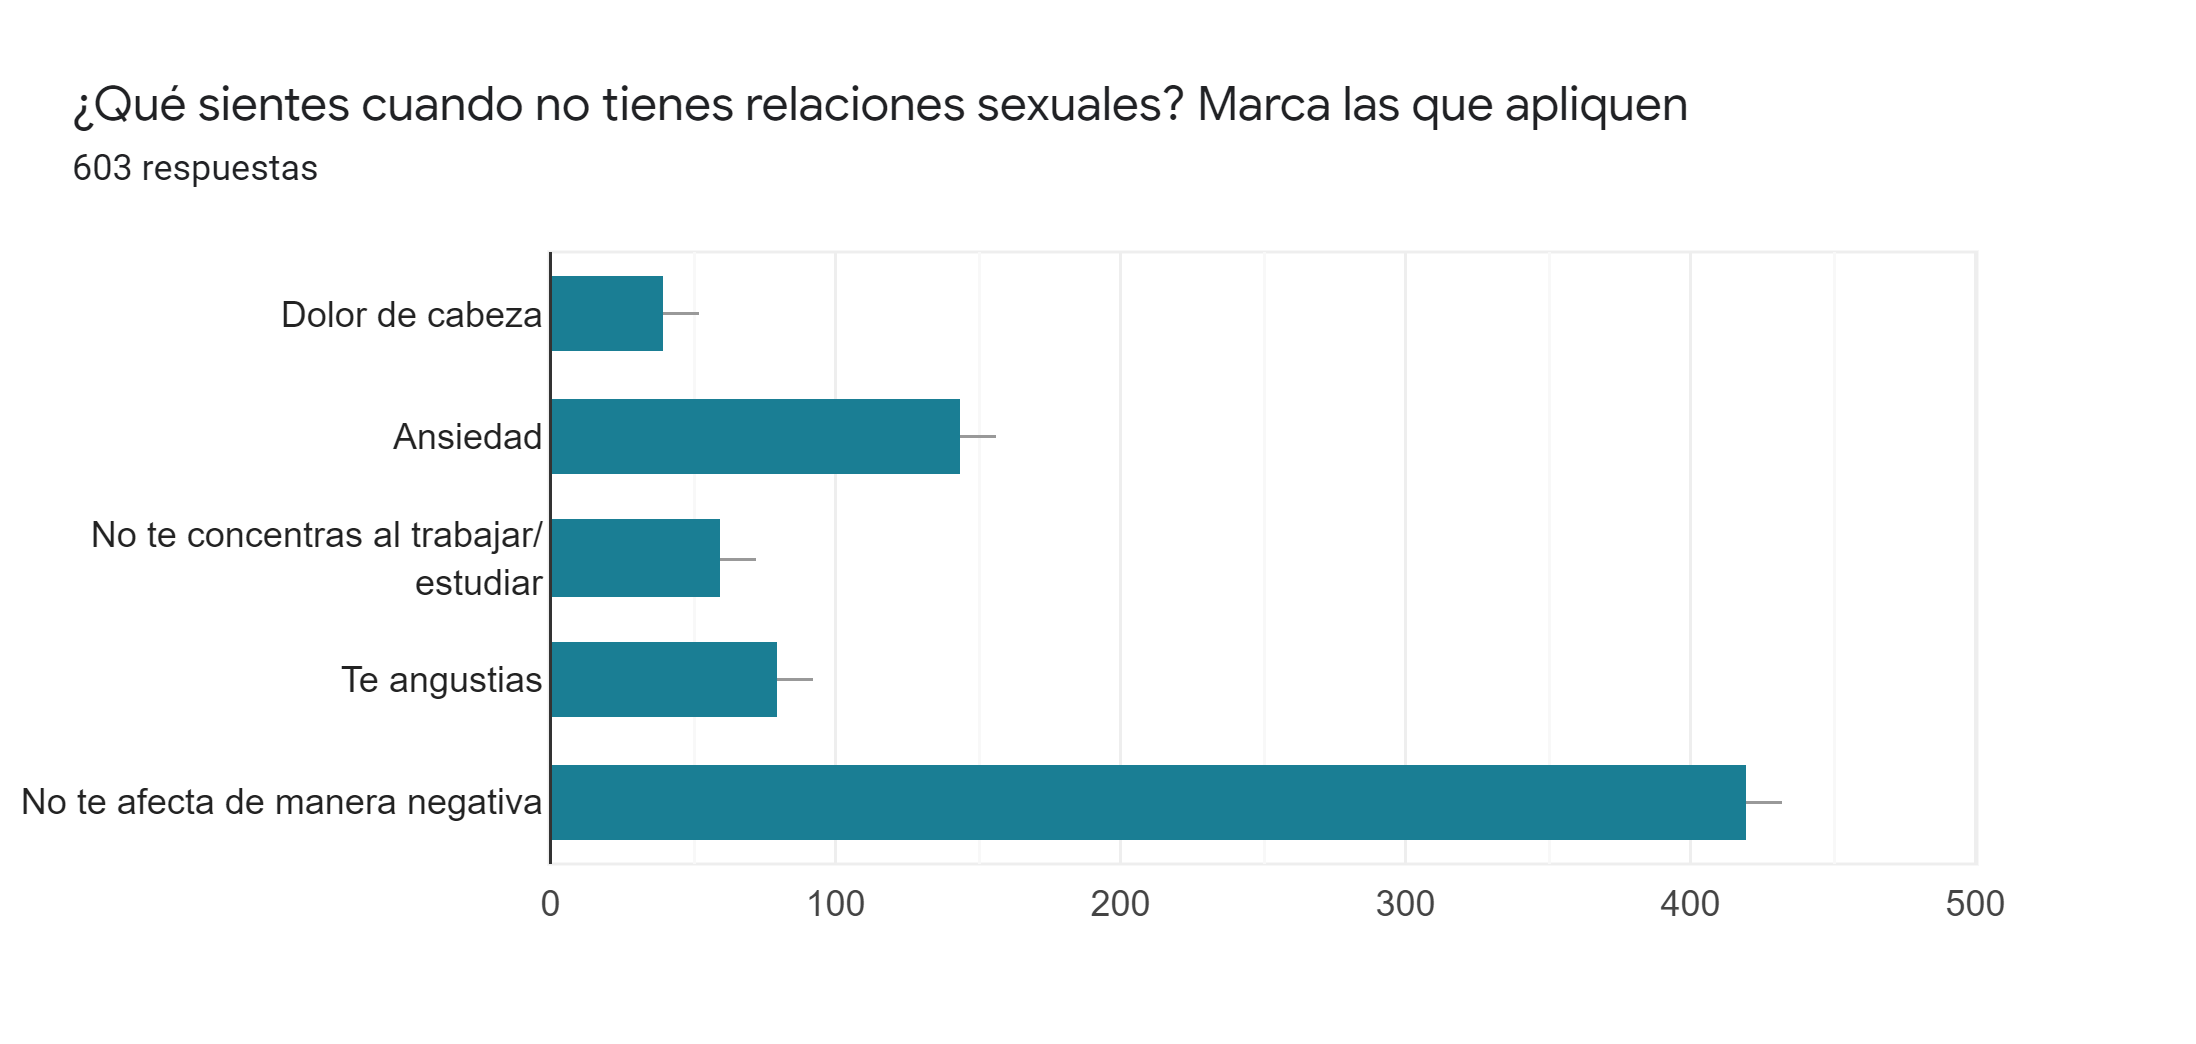 ¿Qué sientes cuando no tienes relaciones sexuales? Marca las que apliquen
603 respuestas
Dolor de cabeza
Ansiedad
No te concentras al trabajar/
estudiar
Te angustias
No te afecta de manera negativa
0 100 200 300 400 500